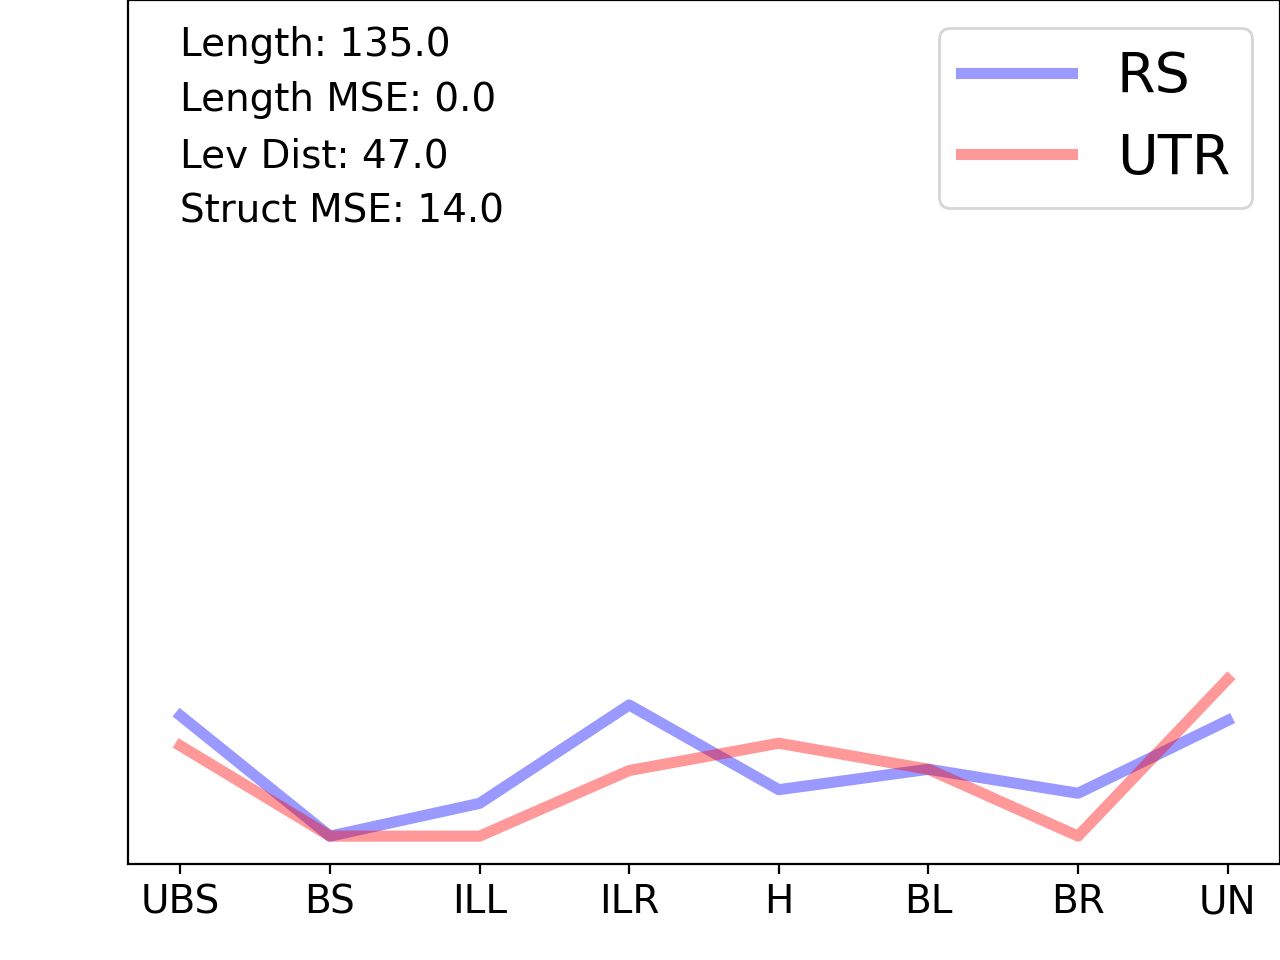 Length: 135.0
Length MSE: 0.0
Lev Dist: 47.0
Struct MSE: 14.0
RS
UTR
UBS BS ILL ILR H BL BR UN